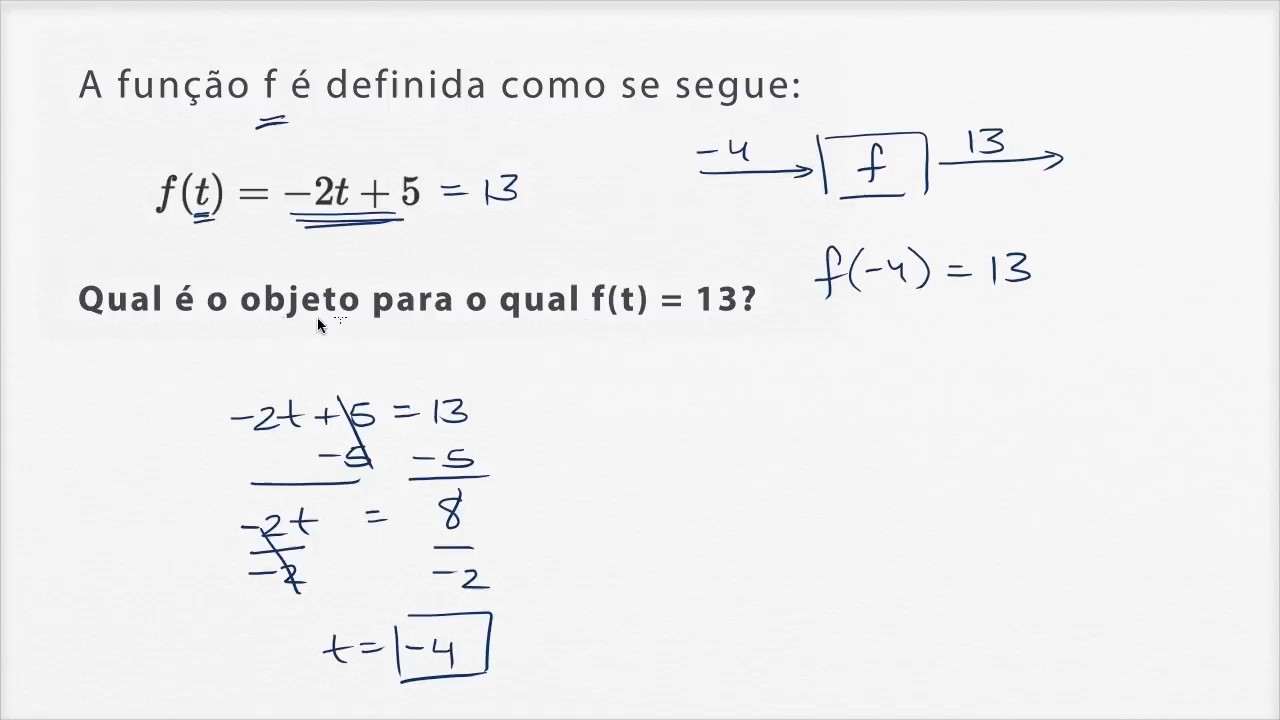 A função f é definida como se segue:
f(t) = -2t + 5 = 13
-4 f 13
f(-4) = 13
Qual é o objeto para o qual f(t) = 13?
-2t + 5 = 13
-5 -5
-2t = 8
-2 -2
t = -4